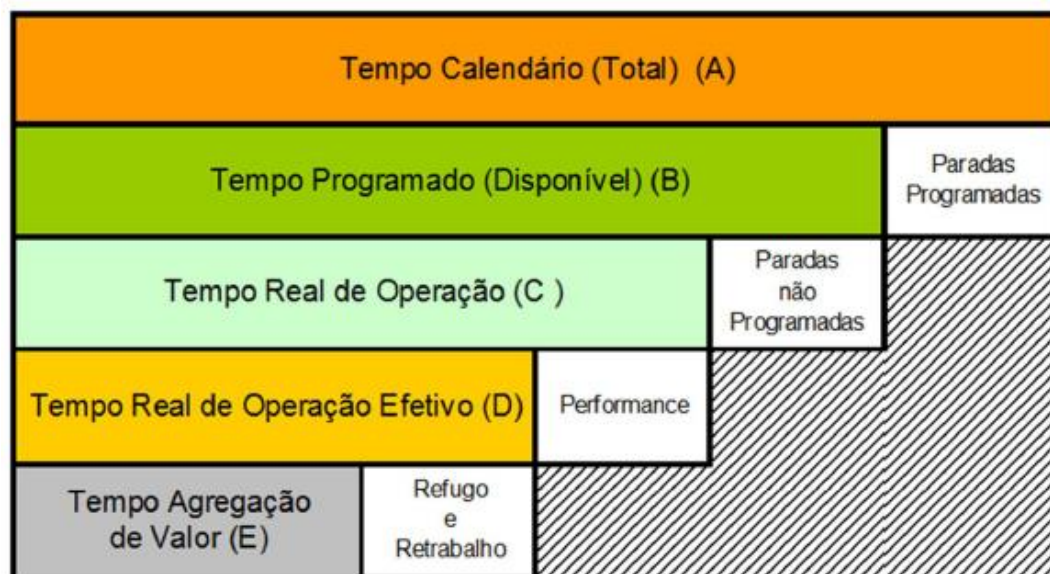 Tempo Calendário (Total) (A)
Tempo Programado (Disponível) (B)
Paradas
Programadas
Tempo Real de Operação (C )
Paradas
não
Programadas
Tempo Real de Operação Efetivo (D)
Performance
Tempo Agregação
de Valor (E)
Refugo
e
Retrabalho